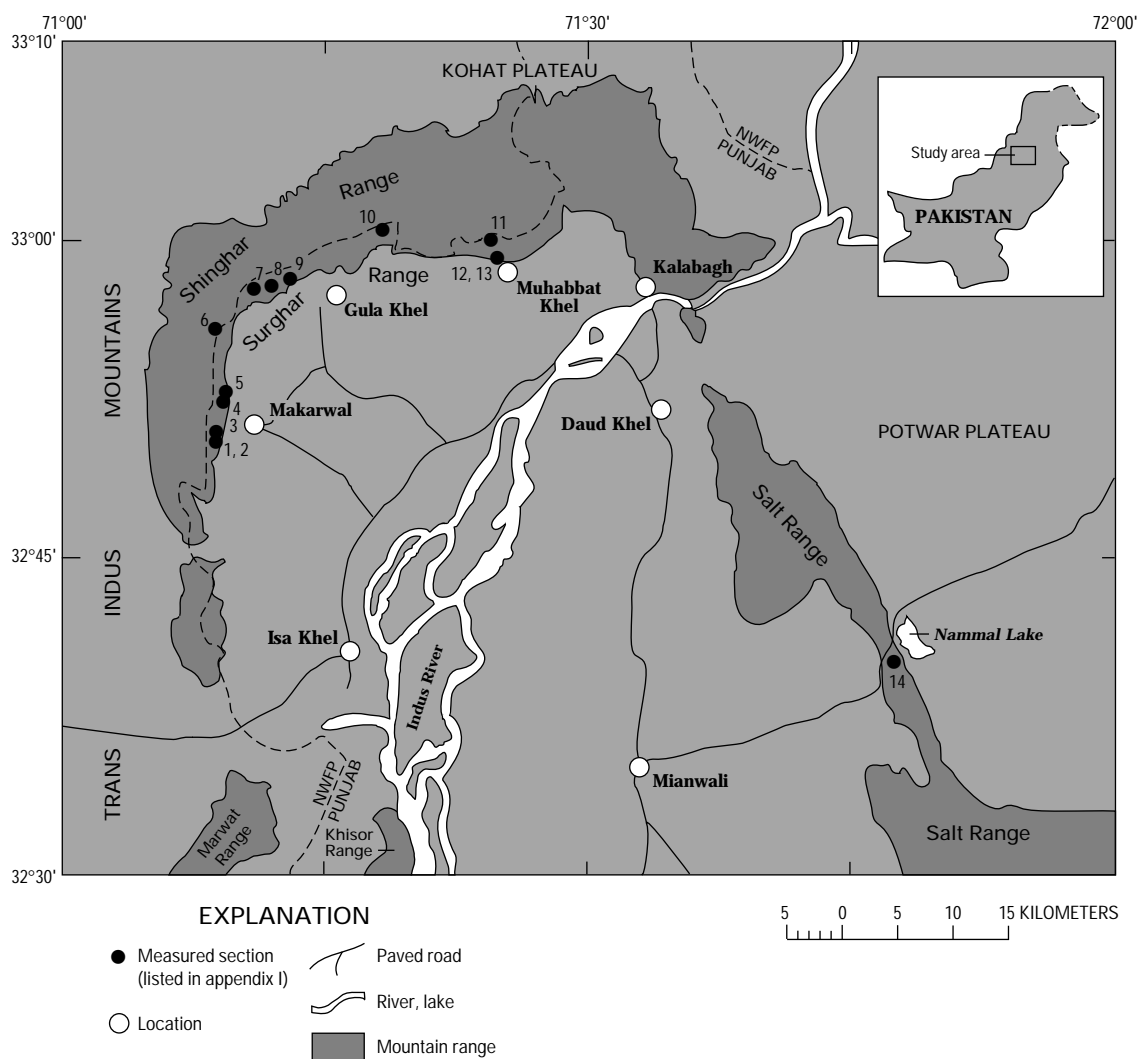 71°00'
71°30'
72°00'
33°10'
KOHAT PLATEAU
NWFP
PUNJAB
Study area
PAKISTAN
Range
10
11
33°00'
Shinghar
7
8
9
Range
12, 13
Muhabbat
Khel
Kalabagh
Gula Khel
Surghar
6
MOUNTAINS
5
4
Makarwal
3
1, 2
Daud Khel
POTWAR PLATEAU
Salt Range
32°45'
INDUS
Isa Khel
Nammal Lake
14
Indus River
TRANS
NWFP
PUNJAB
Mianwali
Marwat
Range
Khisor
Range
Salt Range
32°30'
EXPLANATION
5 0 5 10 15 KILOMETERS
Measured section
(listed in appendix I)
Paved road
River, lake
Location
Mountain range